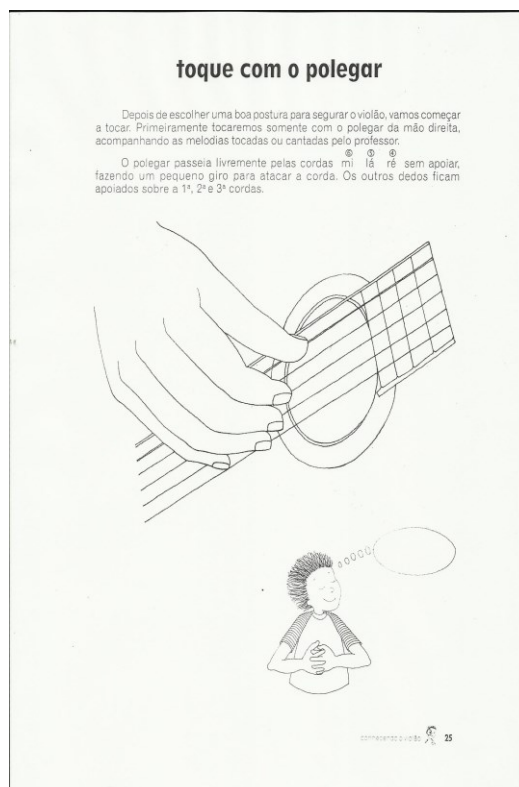 toque com o polegar
Depois de escolher uma boa postura para segurar o violão, vamos começar
a tocar. Primeiramente tocaremos somente com o polegar da mão direita,
acompanhando as melodias tocadas ou cantadas pelo professor.
⑥ ⑤ ④
O polegar passeia livremente pelas cordas mi lá ré sem apoiar,
fazendo um pequeno giro para atacar a corda. Os outros dedos ficam
apoiados sobre a 1ª, 2ª e 3ª cordas.
conhecendo o violão 25